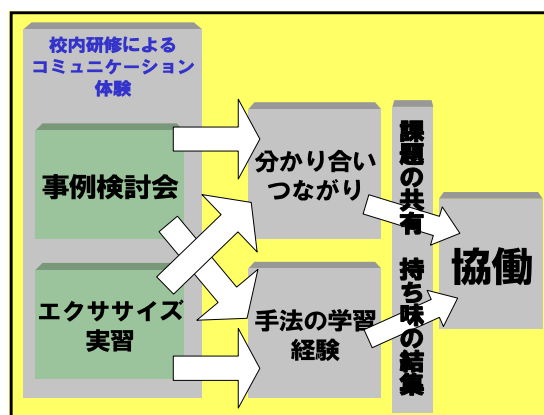 校内研修による
コミュニケーション
体験
事例検討会
エクササイズ
実習
分かり合い
つながり
手法の学習
経験
課題の共有　持ち味の結集
協働